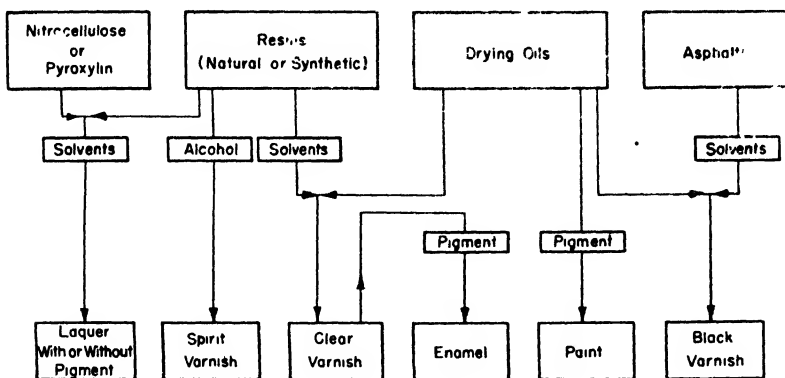 Nitrocellulose
or
Pyroxylin
Resins
(Natural or Synthetic)
Drying Oils
Asphalt
Solvents
Alcohol
Solvents
Solvents
Pigment
Pigment
Laquer
With or Without
Pigment
Spirit
Varnish
Clear
Varnish
Enamel
Paint
Black
Varnish